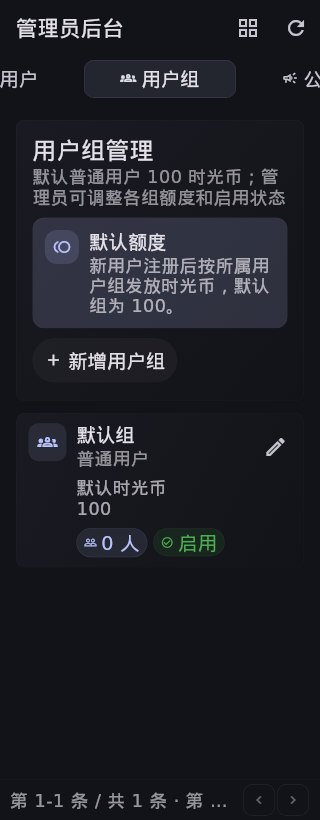 管理员后台
用户
用户组
公
用户组管理
默认普通用户 100 时光币；管
理员可调整各组额度和启用状态
默认额度
新用户注册后按所属用
户组发放时光币，默认
组为 100。
+ 新增用户组
默认组
普通用户
默认时光币
100
0 人
启用
第 1-1 条 / 共 1 条 · 第 ...